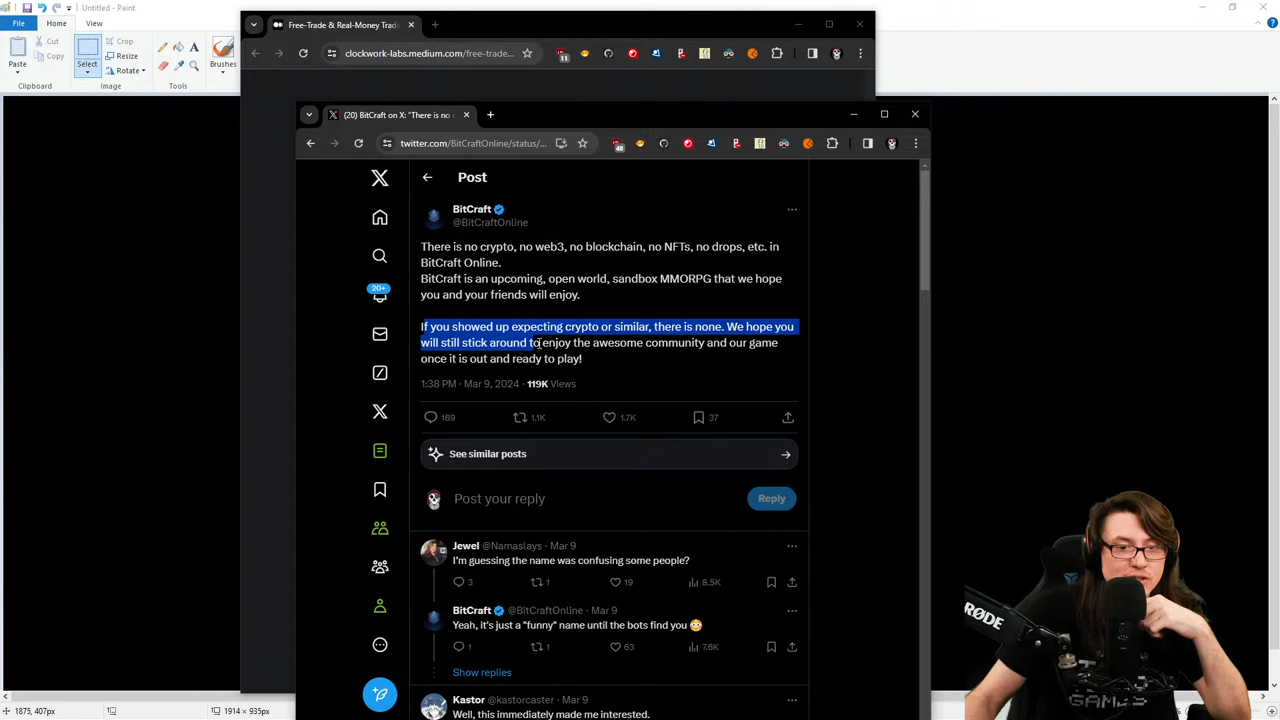 Untitled - Paint
File Home View
Paste
Cut
Copy
Clipboard
Select
Crop
Resize
Rotate
Image
Tools
Brushes
Free-Trade & Real-Money Trad
clockwork-labs.medium.com/free-trade...
11
(20) BitCraft on X: "There is no
twitter.com/BitCraftOnline/status/...
48
Post
BitCraft
@BitCraftOnline
There is no crypto, no web3, no blockchain, no NFTs, no drops, etc. in
BitCraft Online.
BitCraft is an upcoming, open world, sandbox MMORPG that we hope
you and your friends will enjoy.
20+
If you showed up expecting crypto or similar, there is none. We hope you
will still stick around to enjoy the awesome community and our game
once it is out and ready to play!
1:38 PM · Mar 9, 2024 · 119K Views
189 1.1K 1.7K 37
See similar posts
Post your reply Reply
Jewel @Namaslays · Mar 9
I'm guessing the name was confusing some people?
3 1 19 8.5K
BitCraft @BitCraftOnline · Mar 9
Yeah, it's just a "funny" name until the bots find you
1 1 63 7.6K
Show replies
Kastor @kastorcaster · Mar 9
Well, this immediately made me interested.
RØDE
1875, 407px
1914 × 935px